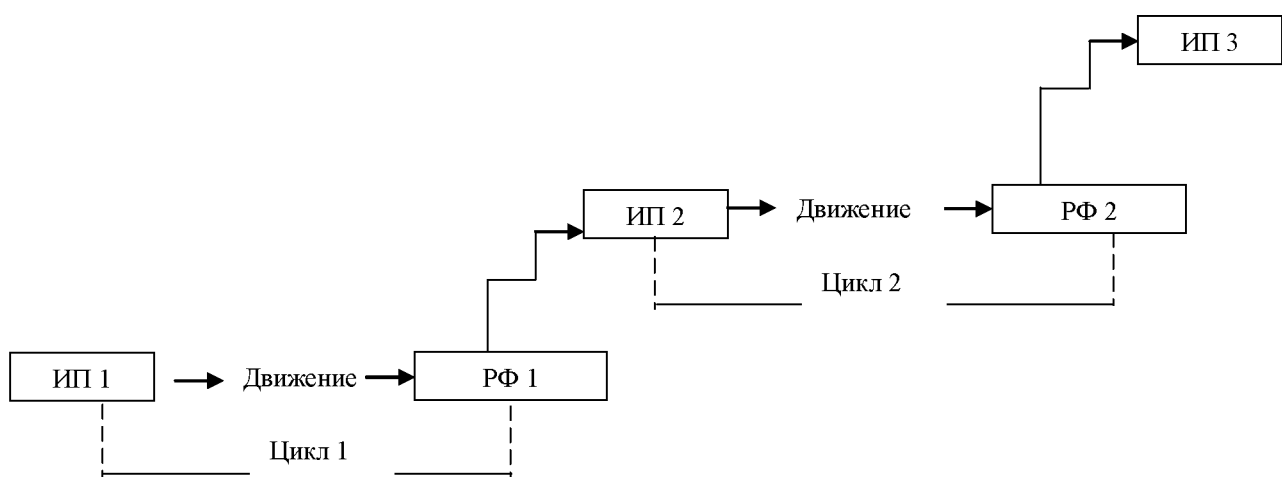 ИП 3
ИП 2 Движение РФ 2
Цикл 2
ИП 1 Движение РФ 1
Цикл 1